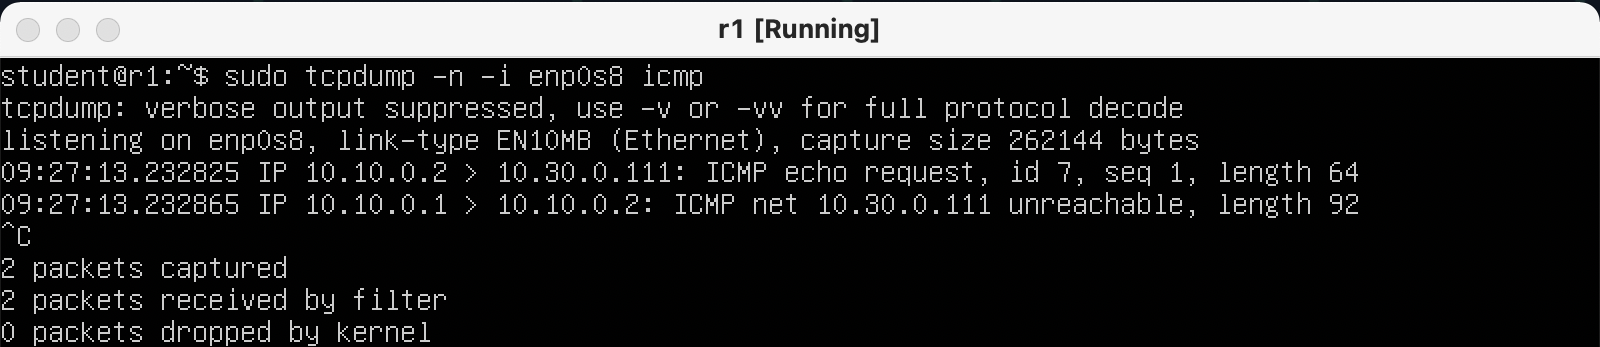 r1 [Running]
student@r1:~$ sudo tcpdump -n -i enp0s8 icmp
tcpdump: verbose output suppressed, use -v or -vv for full protocol decode
listening on enp0s8, link-type EN10MB (Ethernet), capture size 262144 bytes
09:27:13.232825 IP 10.10.0.2 > 10.30.0.111: ICMP echo request, id 7, seq 1, length 64
09:27:13.232865 IP 10.10.0.1 > 10.10.0.2: ICMP net 10.30.0.111 unreachable, length 92
^C
2 packets captured
2 packets received by filter
0 packets dropped by kernel